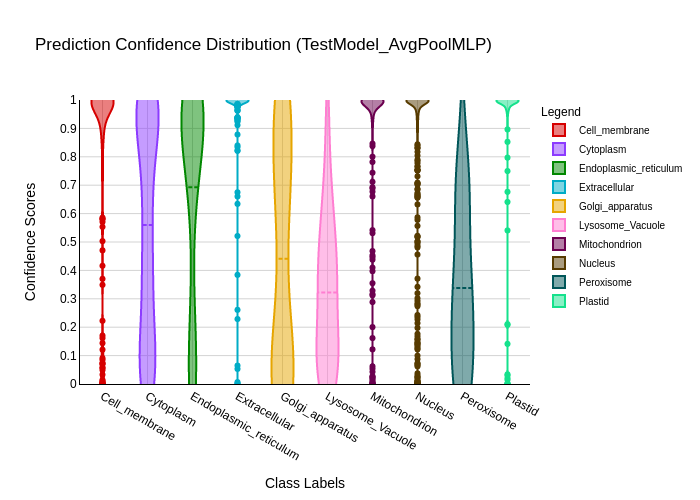 Prediction Confidence Distribution (TestModel_AvgPoolMLP)
1
0.9
0.8
0.7
0.6
0.5
0.4
0.3
0.2
0.1
0
Confidence Scores
Cell_membrane
Cytoplasm
Endoplasmic_reticulum
Extracellular
Golgi_apparatus
Lysosome_Vacuole
Mitochondrion
Nucleus
Peroxisome
Plastid
Class Labels
Legend
Cell_membrane
Cytoplasm
Endoplasmic_reticulum
Extracellular
Golgi_apparatus
Lysosome_Vacuole
Mitochondrion
Nucleus
Peroxisome
Plastid